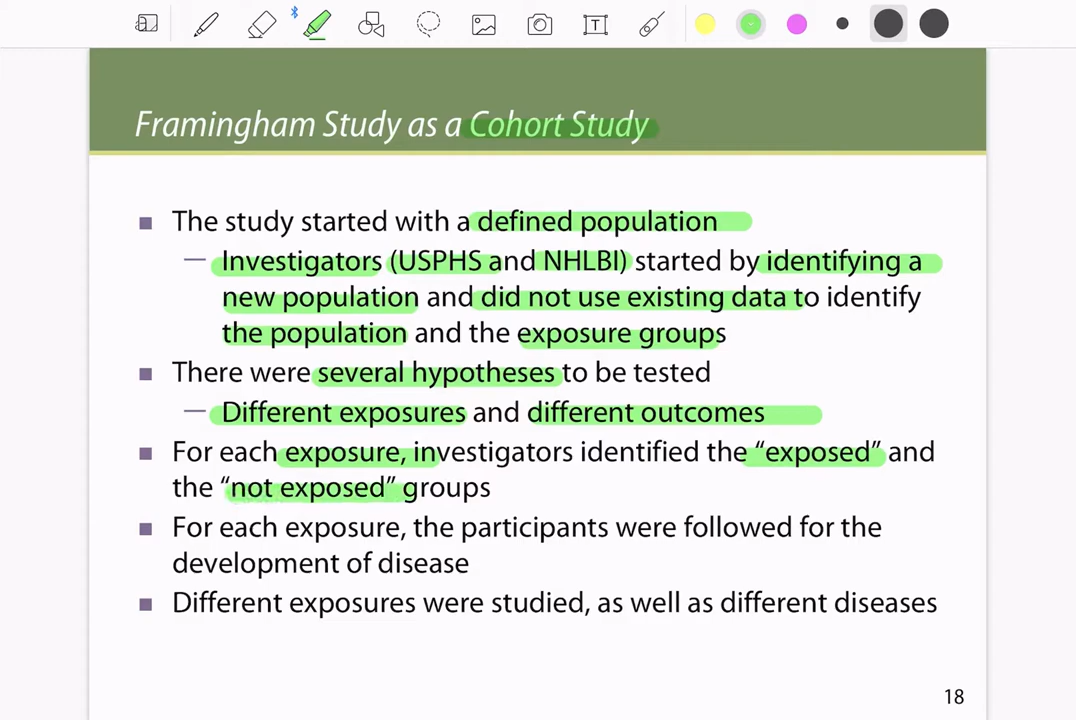 Framingham Study as a Cohort Study
The study started with a defined population
Investigators (USPHS and NHLBI) started by identifying a
new population and did not use existing data to identify
the population and the exposure groups
There were several hypotheses to be tested
Different exposures and different outcomes
For each exposure, investigators identified the “exposed” and
the “not exposed” groups
For each exposure, the participants were followed for the
development of disease
Different exposures were studied, as well as different diseases
18